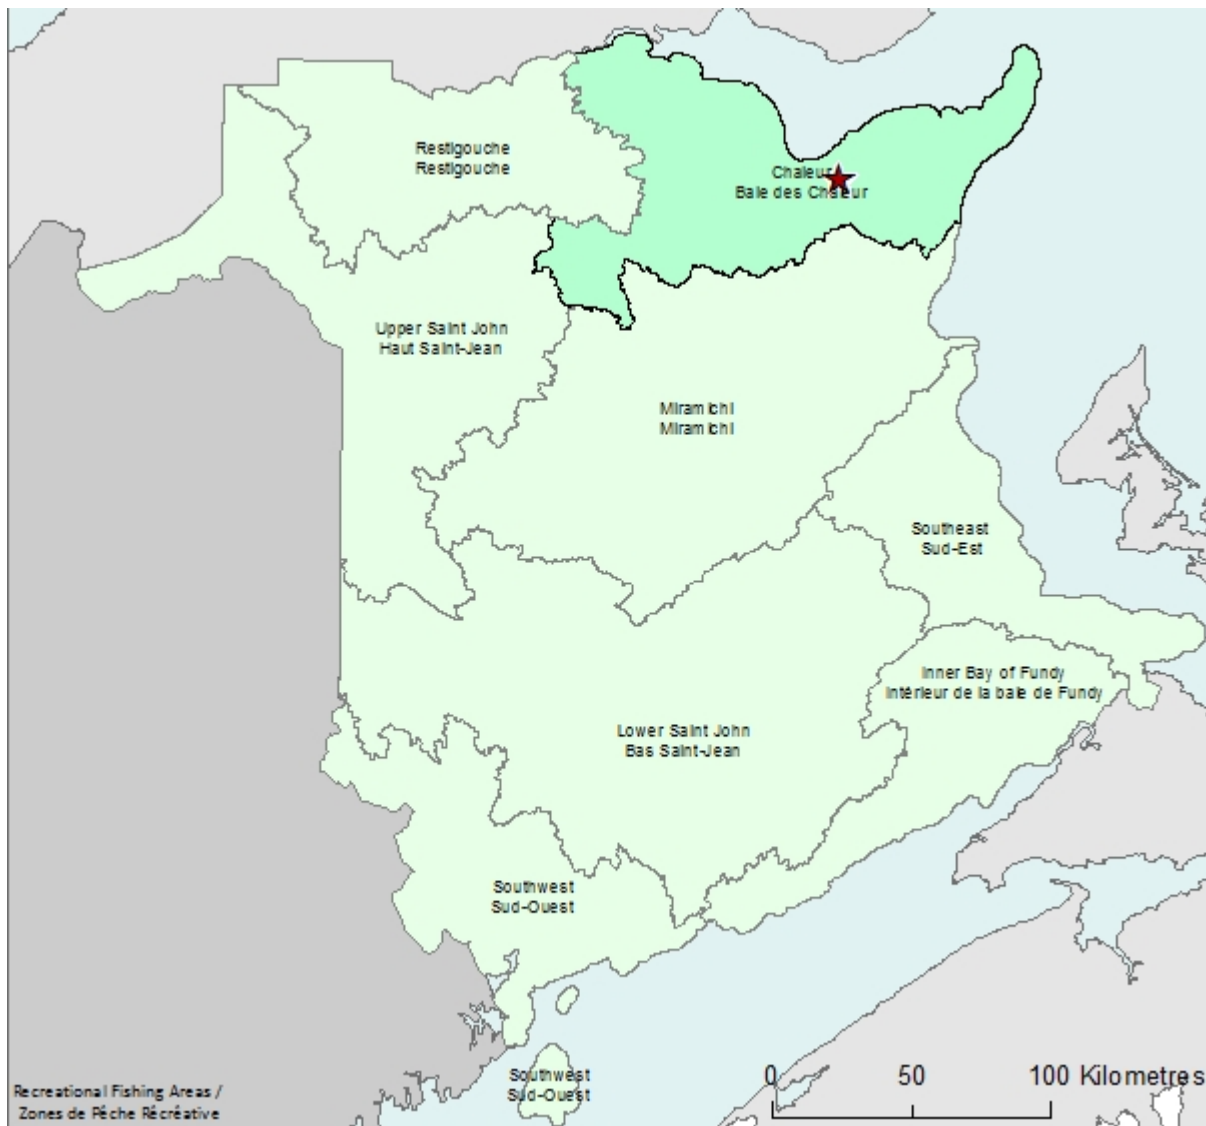 Restigouche
Restigouche
Chaleur
Baie des Chaleur
Upper Saint John
Haut Saint-Jean
Miramichi
Miramichi
Southeast
Sud-Est
Inner Bay of Fundy
Intérieur de la baie de Fundy
Lower Saint John
Bas Saint-Jean
Southwest
Sud-Ouest
Southwest
Sud-Ouest
0 50 100 Kilometres
Recreational Fishing Areas /
Zones de Pêche Récréative